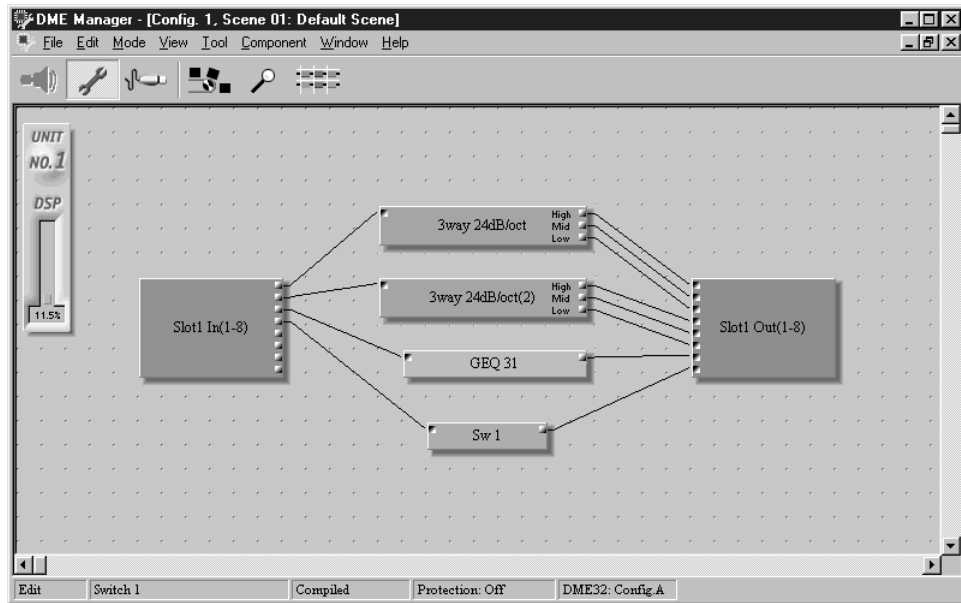 DME Manager - [Config. 1, Scene 01: Default Scene]
File Edit Mode View Tool Component Window Help
UNIT
NO.1
DSP
11.5%
3way 24dB/oct
High
Mid
Low
3way 24dB/oct(2)
High
Mid
Low
Slot1 In(1-8)
Slot1 Out(1-8)
GEQ 31
Sw 1
Edit Switch 1 Compiled Protection: Off DME32: Config.A